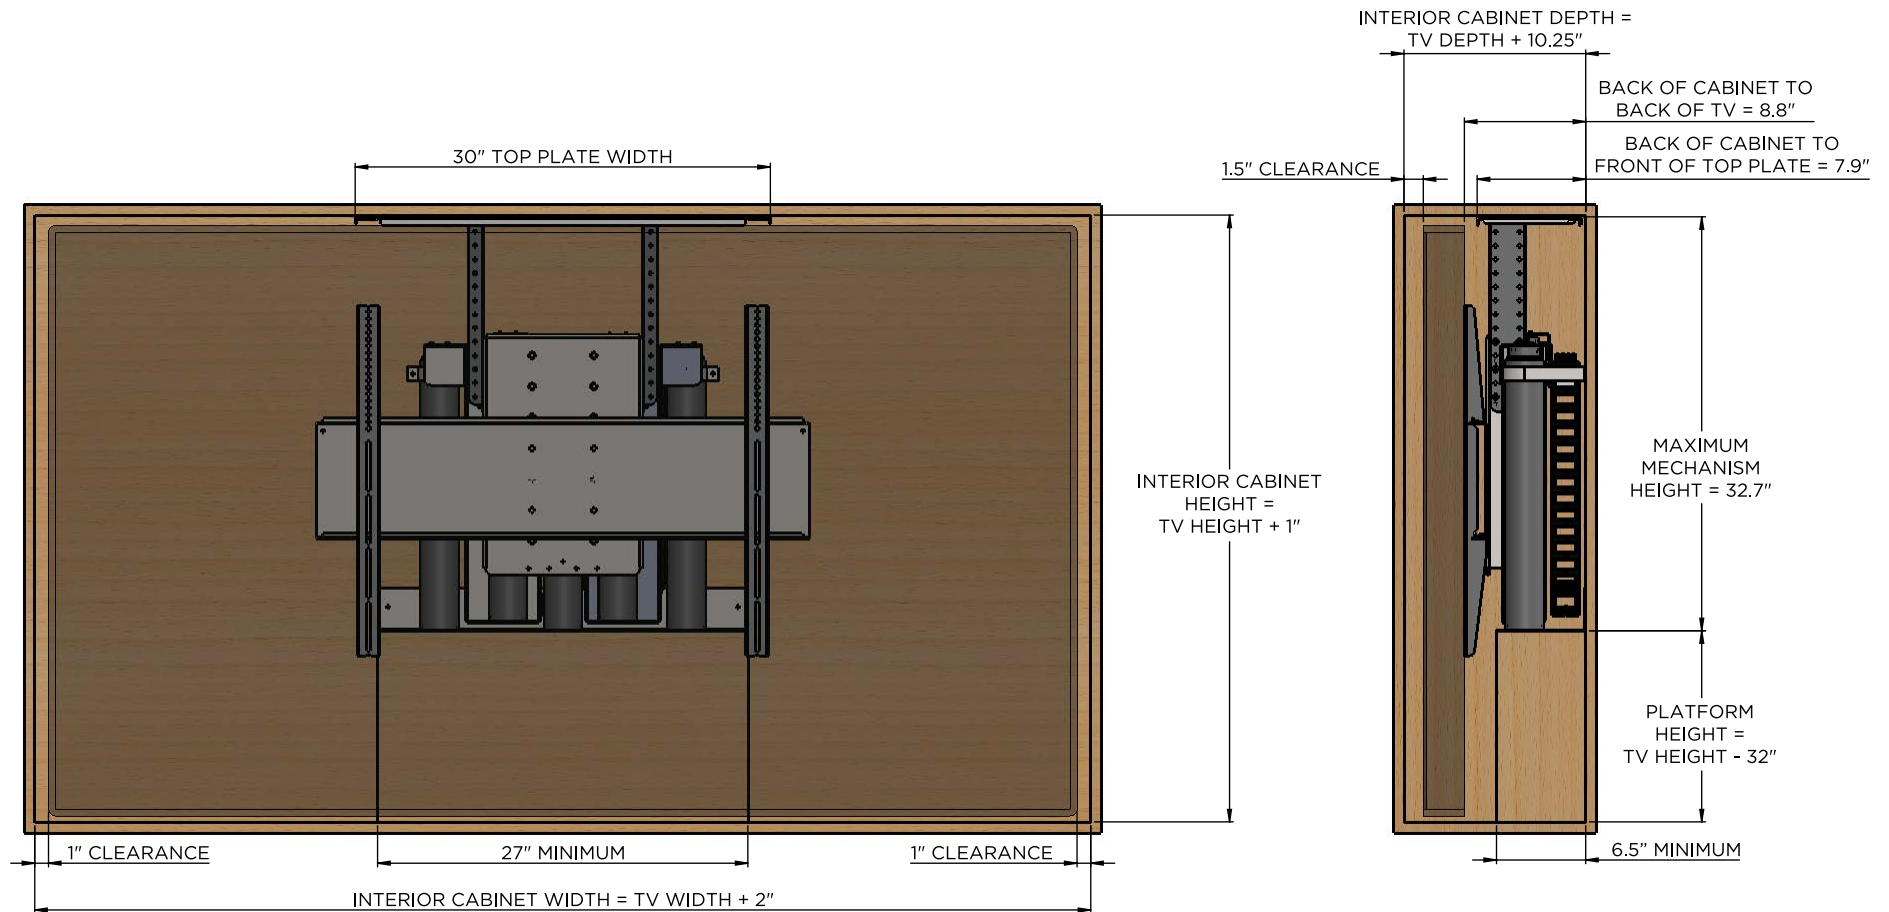 INTERIOR CABINET DEPTH =
TV DEPTH + 10.25"
BACK OF CABINET TO
BACK OF TV = 8.8"
30" TOP PLATE WIDTH
1.5" CLEARANCE
BACK OF CABINET TO
FRONT OF TOP PLATE = 7.9"
INTERIOR CABINET
HEIGHT =
TV HEIGHT + 1"
MAXIMUM
MECHANISM
HEIGHT = 32.7"
PLATFORM
HEIGHT =
TV HEIGHT - 32"
1" CLEARANCE
27" MINIMUM
1" CLEARANCE
6.5” MINIMUM
INTERIOR CABINET WIDTH = TV WIDTH + 2"